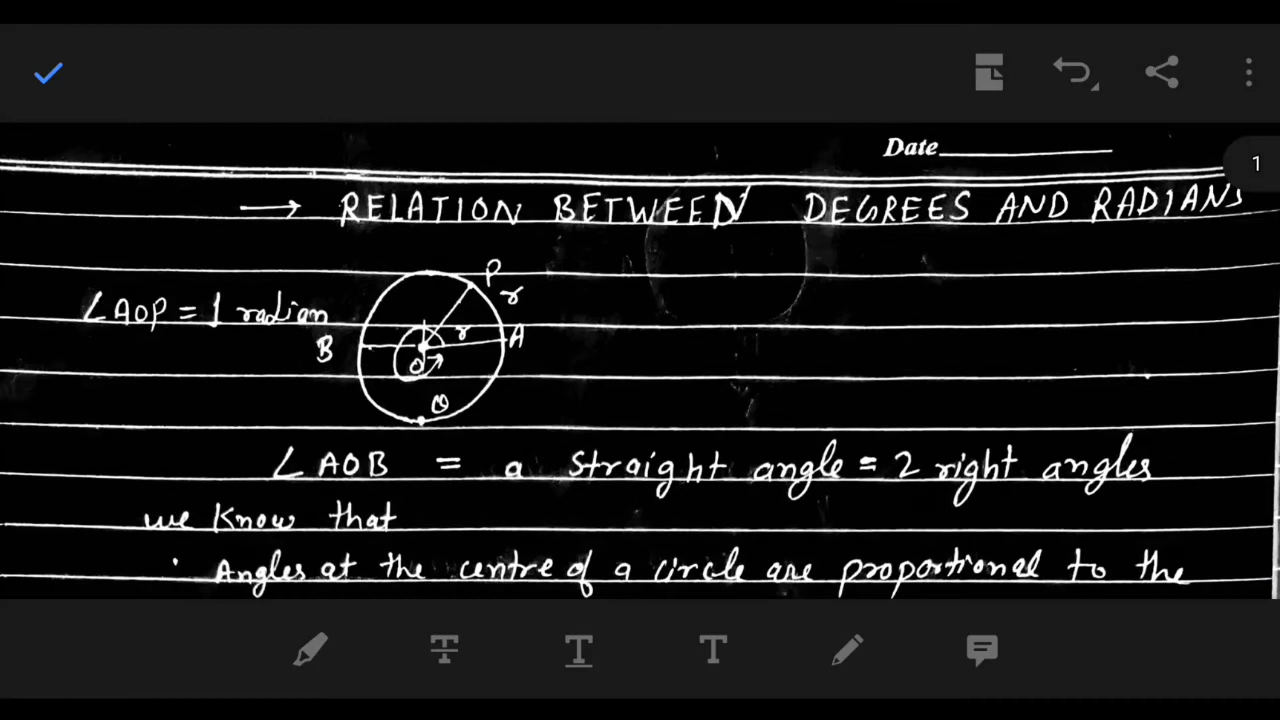 Date
1
→ RELATION BETWEEN DEGREES AND RADIANS
P
r
∠AOP = 1 radian
r
B
A
O
Q
∠AOB = a straight angle = 2 right angles
we know that
Angles at the centre of a circle are proportional to the
T T T